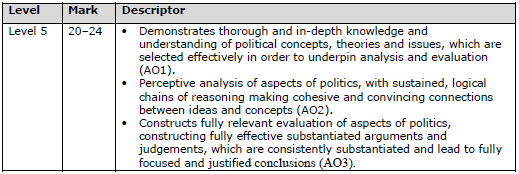 Level Mark Descriptor
Level 5 20–24 • Demonstrates thorough and in-depth knowledge and
understanding of political concepts, theories and issues, which are
selected effectively in order to underpin analysis and evaluation
(AO1).
• Perceptive analysis of aspects of politics, with sustained, logical
chains of reasoning making cohesive and convincing connections
between ideas and concepts (AO2).
• Constructs fully relevant evaluation of aspects of politics,
constructing fully effective substantiated arguments and
judgements, which are consistently substantiated and lead to fully
focused and justified conclusions (AO3).